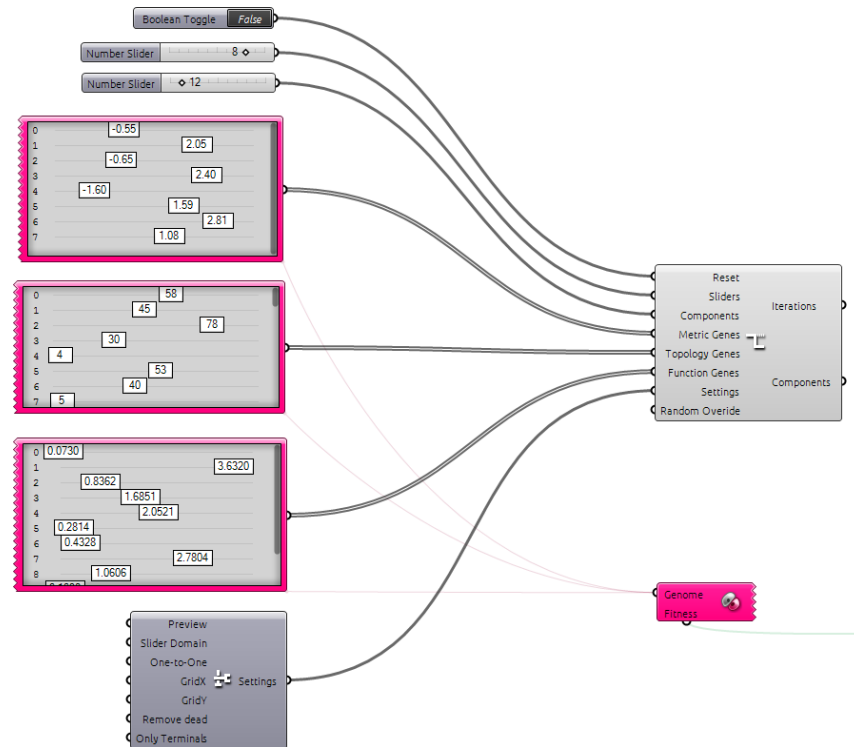 Boolean Toggle False
Number Slider 8
Number Slider 12
0 -0.55
1 2.05
2 -0.65
3 2.40
4 -1.60
5 1.59
6 2.81
7 1.08
0 58
1 45
2 78
3 30
4 4
5 53
6 40
7 5
0 0.0730
1 3.6320
2 0.8362
3 1.6851
4 2.0521
5 0.2814
6 0.4328
7 2.7804
8 1.0606
Preview
Slider Domain
One-to-One
GridX
Settings
GridY
Remove dead
Only Terminals
Reset
Sliders
Components
Metric Genes
Topology Genes
Function Genes
Settings
Random Overide
Iterations
Components
Genome
Fitness